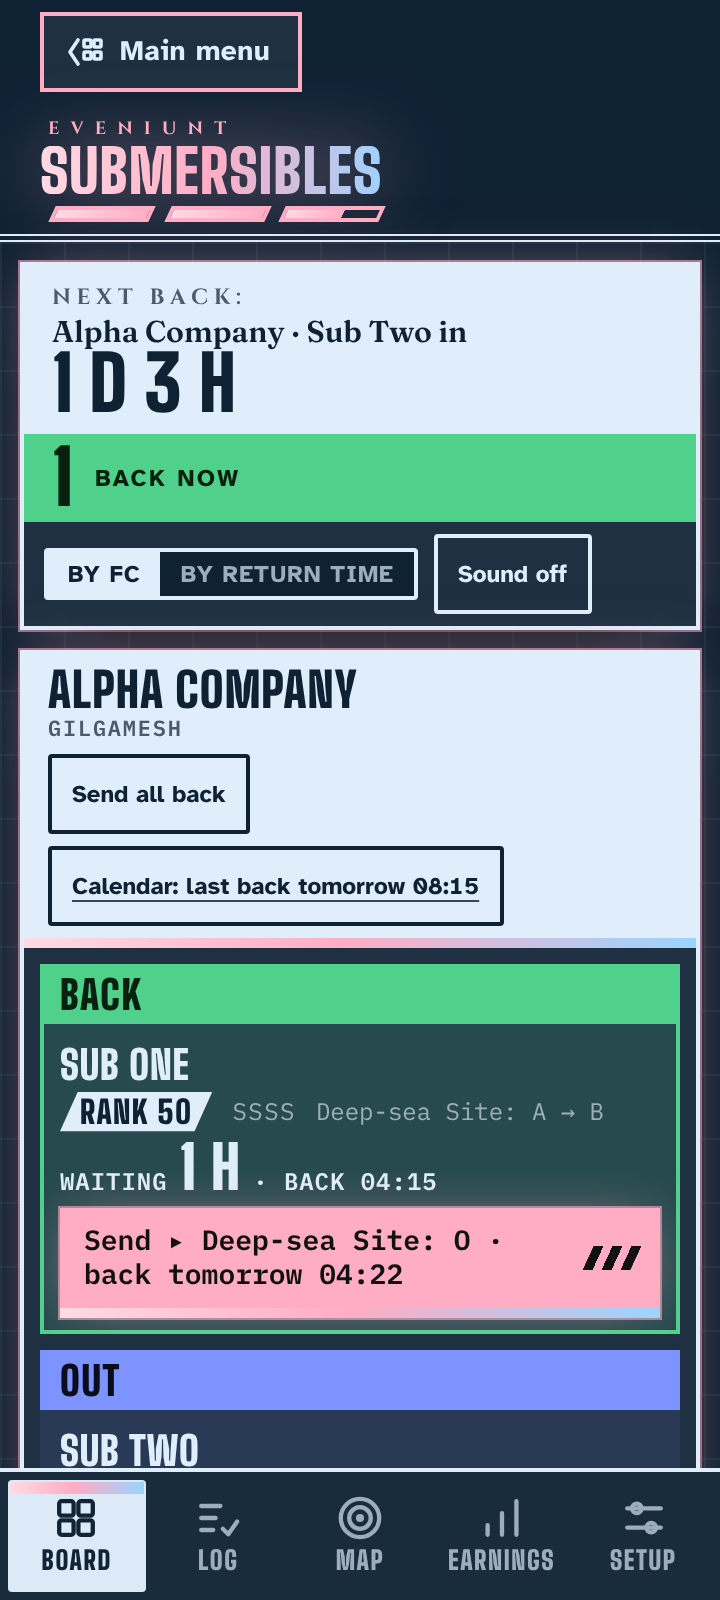 Main menu
EVENIUNT
SUBMERSIBLES
NEXT BACK:
Alpha Company · Sub Two in
1D 3H
1 BACK NOW
BY FC BY RETURN TIME Sound off
ALPHA COMPANY
GILGAMESH
Send all back
Calendar: last back tomorrow 08:15
BACK
SUB ONE
RANK 50 SSSS Deep-sea Site: A → B
WAITING 1H · BACK 04:15
Send ▸ Deep-sea Site: O ·
back tomorrow 04:22
OUT
SUB TWO
BOARD LOG MAP EARNINGS SETUP